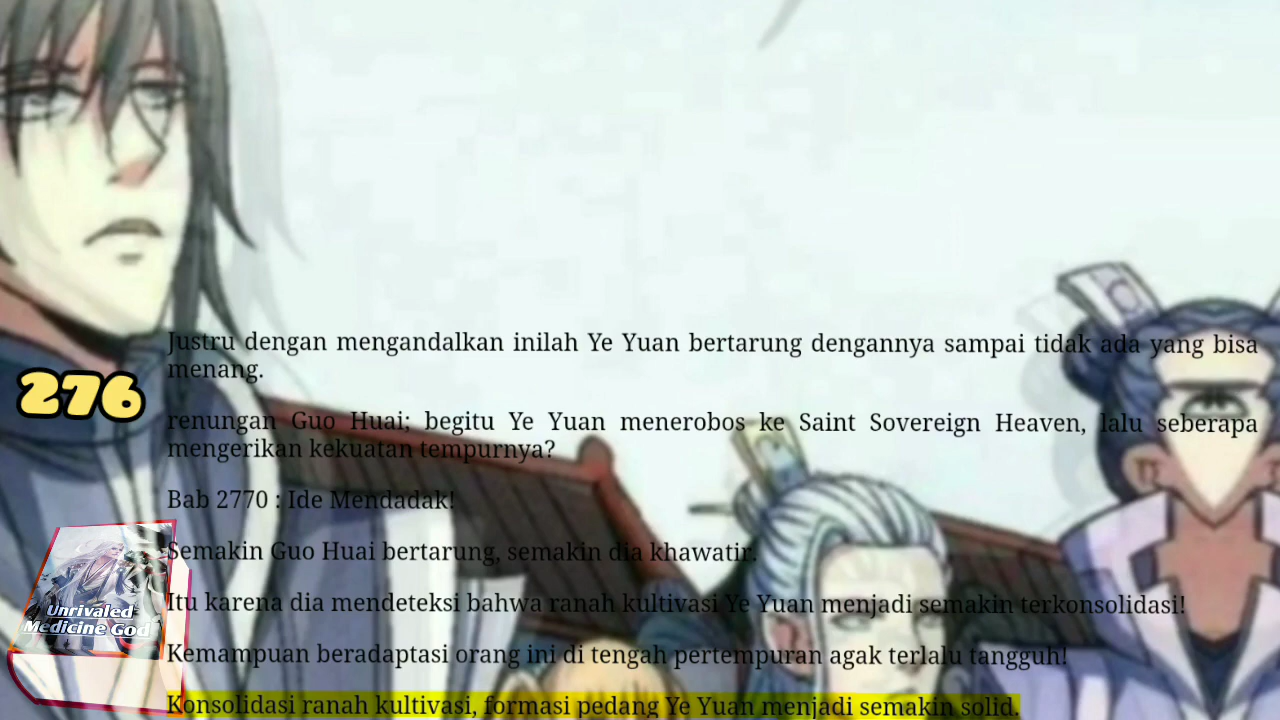 Justru dengan mengandalkan inilah Ye Yuan bertarung dengannya sampai tidak ada yang bisa
menang.
276
renungan Guo Huai; begitu Ye Yuan menerobos ke Saint Sovereign Heaven, lalu seberapa
mengerikan kekuatan tempurnya?
Bab 2770 : Ide Mendadak!
Semakin Guo Huai bertarung, semakin dia khawatir.
Itu karena dia mendeteksi bahwa ranah kultivasi Ye Yuan menjadi semakin terkonsolidasi!
Unrivaled
Medicine God
Kemampuan beradaptasi orang ini di tengah pertempuran agak terlalu tangguh!
Konsolidasi ranah kultivasi, formasi pedang Ye Yuan menjadi semakin solid.